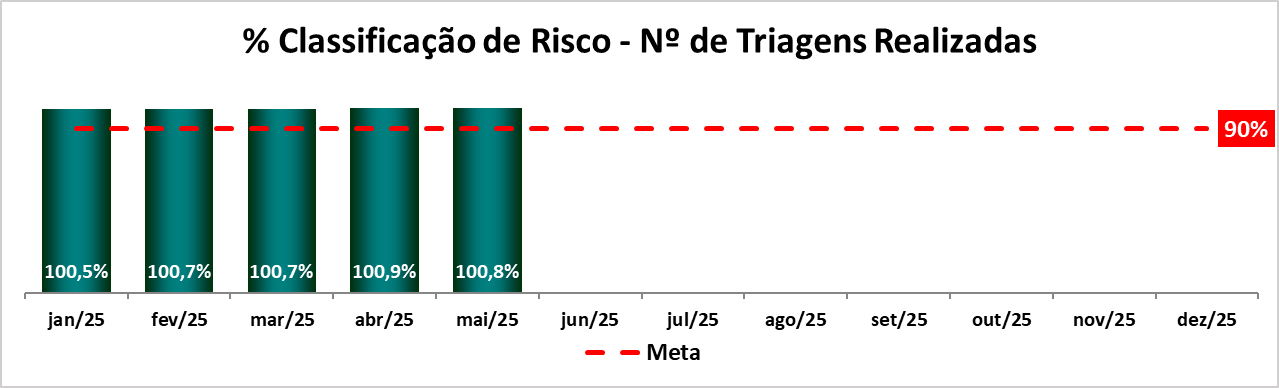 % Classificação de Risco - Nº de Triagens Realizadas
90%
100,5% 100,7% 100,7% 100,9% 100,8%
jan/25 fev/25 mar/25 abr/25 mai/25 jun/25 jul/25 ago/25 set/25 out/25 nov/25 dez/25
Meta